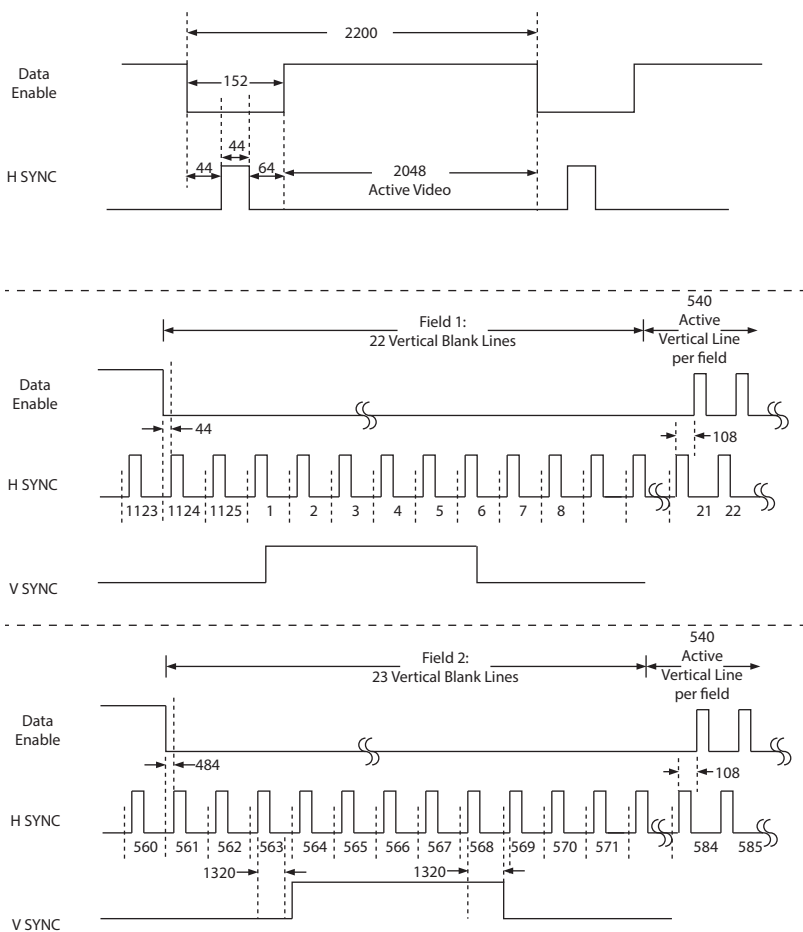 2200
Data
Enable
152
44
H SYNC
44
64
2048
Active Video
Field 1:
22 Vertical Blank Lines
540
Active
Vertical Line
per field
Data
Enable
44
108
H SYNC
1123 1124 1125 1 2 3 4 5 6 7 8 21 22
V SYNC
Field 2:
23 Vertical Blank Lines
540
Active
Vertical Line
per field
Data
Enable
484
108
H SYNC
560 561 562 563 564 565 566 567 568 569 570 571 584 585
1320 1320
V SYNC